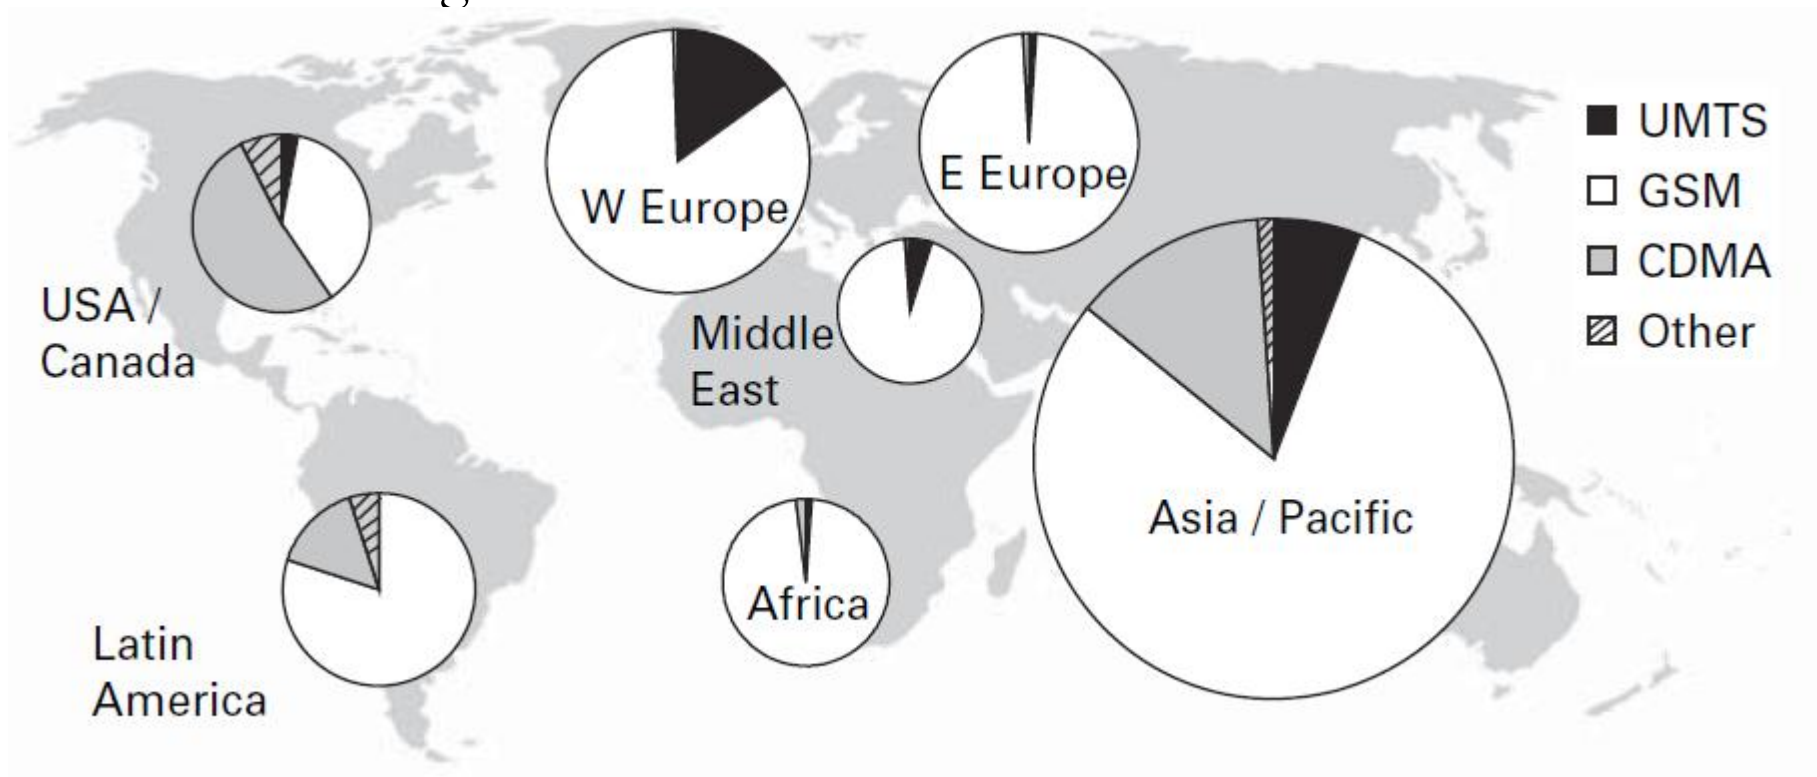 W Europe
E Europe
UMTS
GSM
CDMA
Other
USA /
Canada
Middle
East
Asia / Pacific
Africa
Latin
America